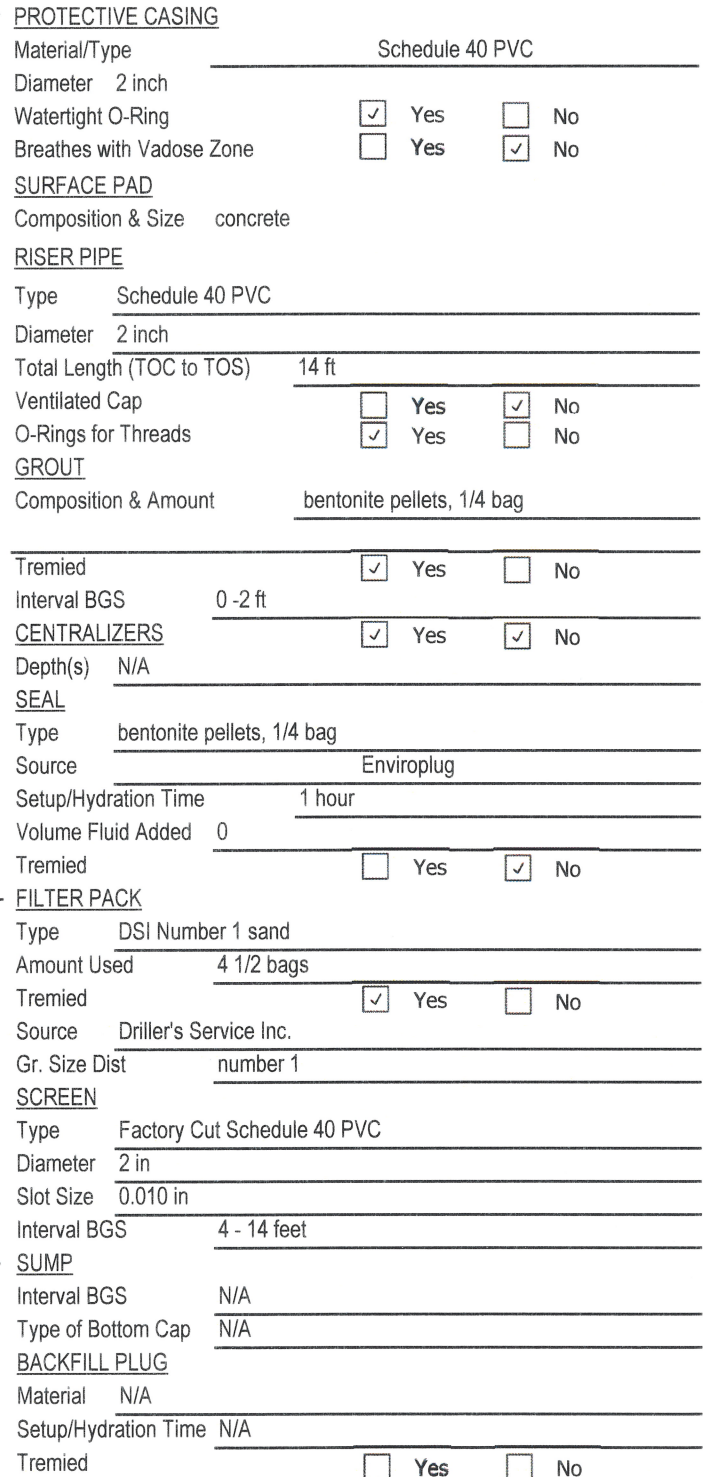 PROTECTIVE CASING
Material/Type Schedule 40 PVC
Diameter 2 inch
Watertight O-Ring ☑ Yes ☐ No
Breathes with Vadose Zone ☐ Yes ☑ No
SURFACE PAD
Composition & Size concrete
RISER PIPE
Type Schedule 40 PVC
Diameter 2 inch
Total Length (TOC to TOS) 14 ft
Ventilated Cap ☐ Yes ☑ No
O-Rings for Threads ☑ Yes ☐ No
GROUT
Composition & Amount bentonite pellets, 1/4 bag
Tremied ☑ Yes ☐ No
Interval BGS 0 -2 ft
CENTRALIZERS ☑ Yes ☑ No
Depth(s) N/A
SEAL
Type bentonite pellets, 1/4 bag
Source Enviroplug
Setup/Hydration Time 1 hour
Volume Fluid Added 0
Tremied ☐ Yes ☑ No
FILTER PACK
Type DSI Number 1 sand
Amount Used 4 1/2 bags
Tremied ☑ Yes ☐ No
Source Driller's Service Inc.
Gr. Size Dist number 1
SCREEN
Type Factory Cut Schedule 40 PVC
Diameter 2 in
Slot Size 0.010 in
Interval BGS 4 - 14 feet
SUMP
Interval BGS N/A
Type of Bottom Cap N/A
BACKFILL PLUG
Material N/A
Setup/Hydration Time N/A
Tremied ☐ Yes ☐ No